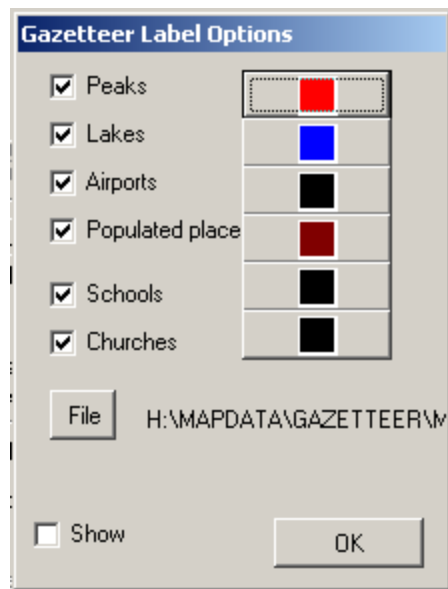 Gazetteer Label Options
Peaks
Lakes
Airports
Populated place
Schools
Churches
File H:\MAPDATA\GAZETTEER\M
Show OK